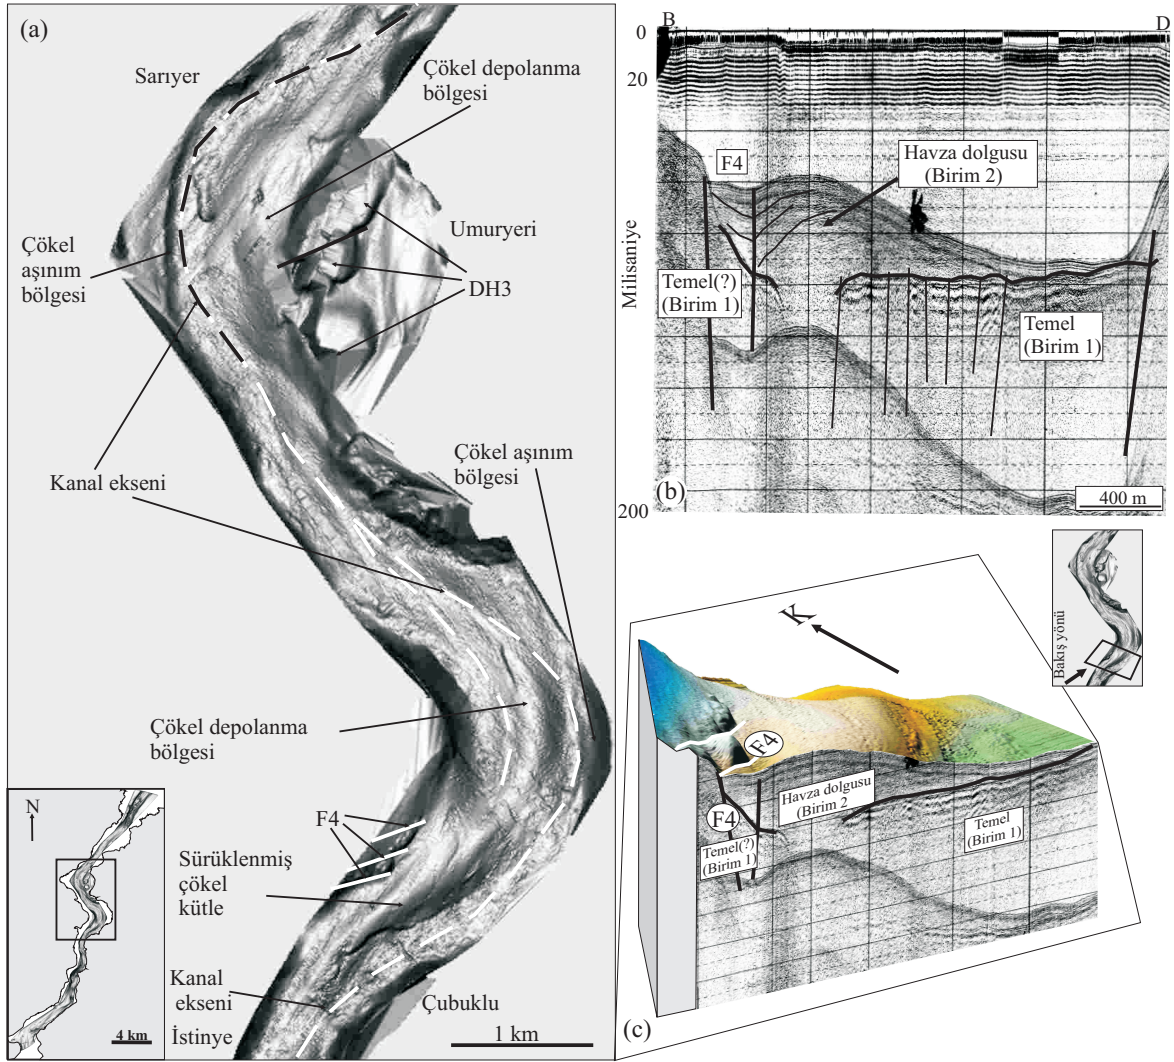 (a)
Sarıyer
Çökel depolanma
bölgesi
Umuryeri
Çökel
aşınım
bölgesi
DH3
Kanal ekseni
Çökel aşınım
bölgesi
Çökel depolanma
bölgesi
F4
Sürüklenmiş
çökel
kütle
Kanal
ekseni
İstinye
Çubuklu
1 km
N
4 km
B
D
0
20
Milisaniye
200
F4
Havza dolgusu
(Birim 2)
Temel(?)
(Birim 1)
Temel
(Birim 1)
(b)
400 m
Bakış yönü
K
F4
F4
Havza dolgusu
(Birim 2
Temel(?)
(Birim 1)
Temel
(Birim 1)
(c)